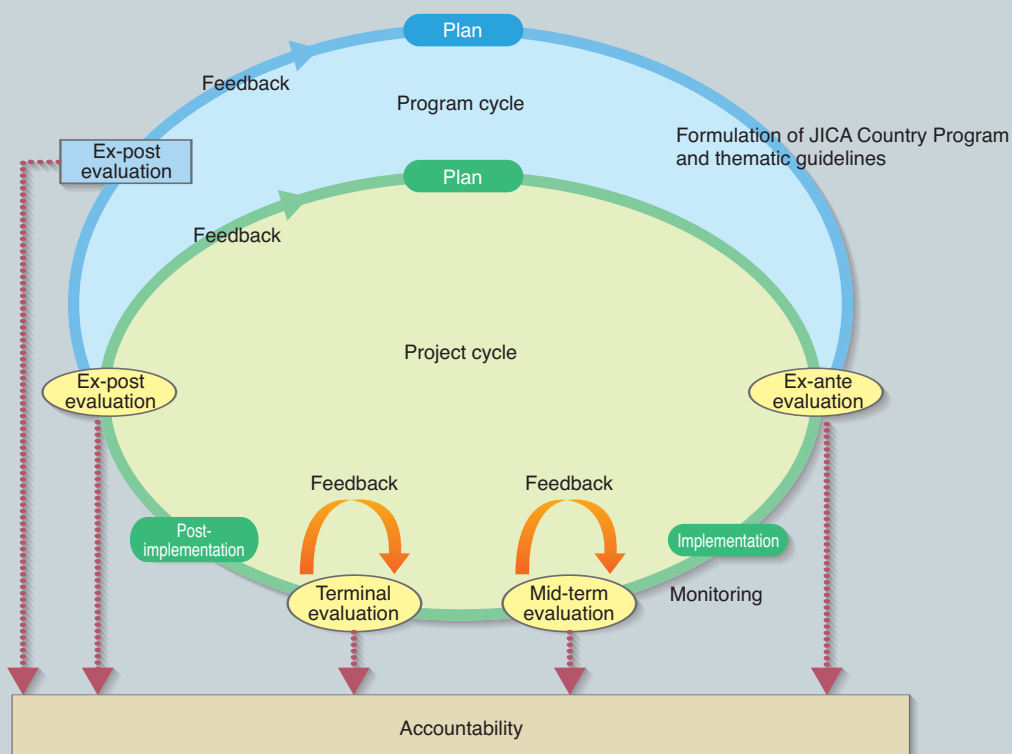 Plan
Feedback
Program cycle
Formulation of JICA Country Program
and thematic guidelines
Ex-post
evaluation
Plan
Feedback
Project cycle
Ex-post
evaluation
Ex-ante
evaluation
Feedback
Feedback
Post-
implementation
Implementation
Terminal
evaluation
Mid-term
evaluation
Monitoring
Accountability